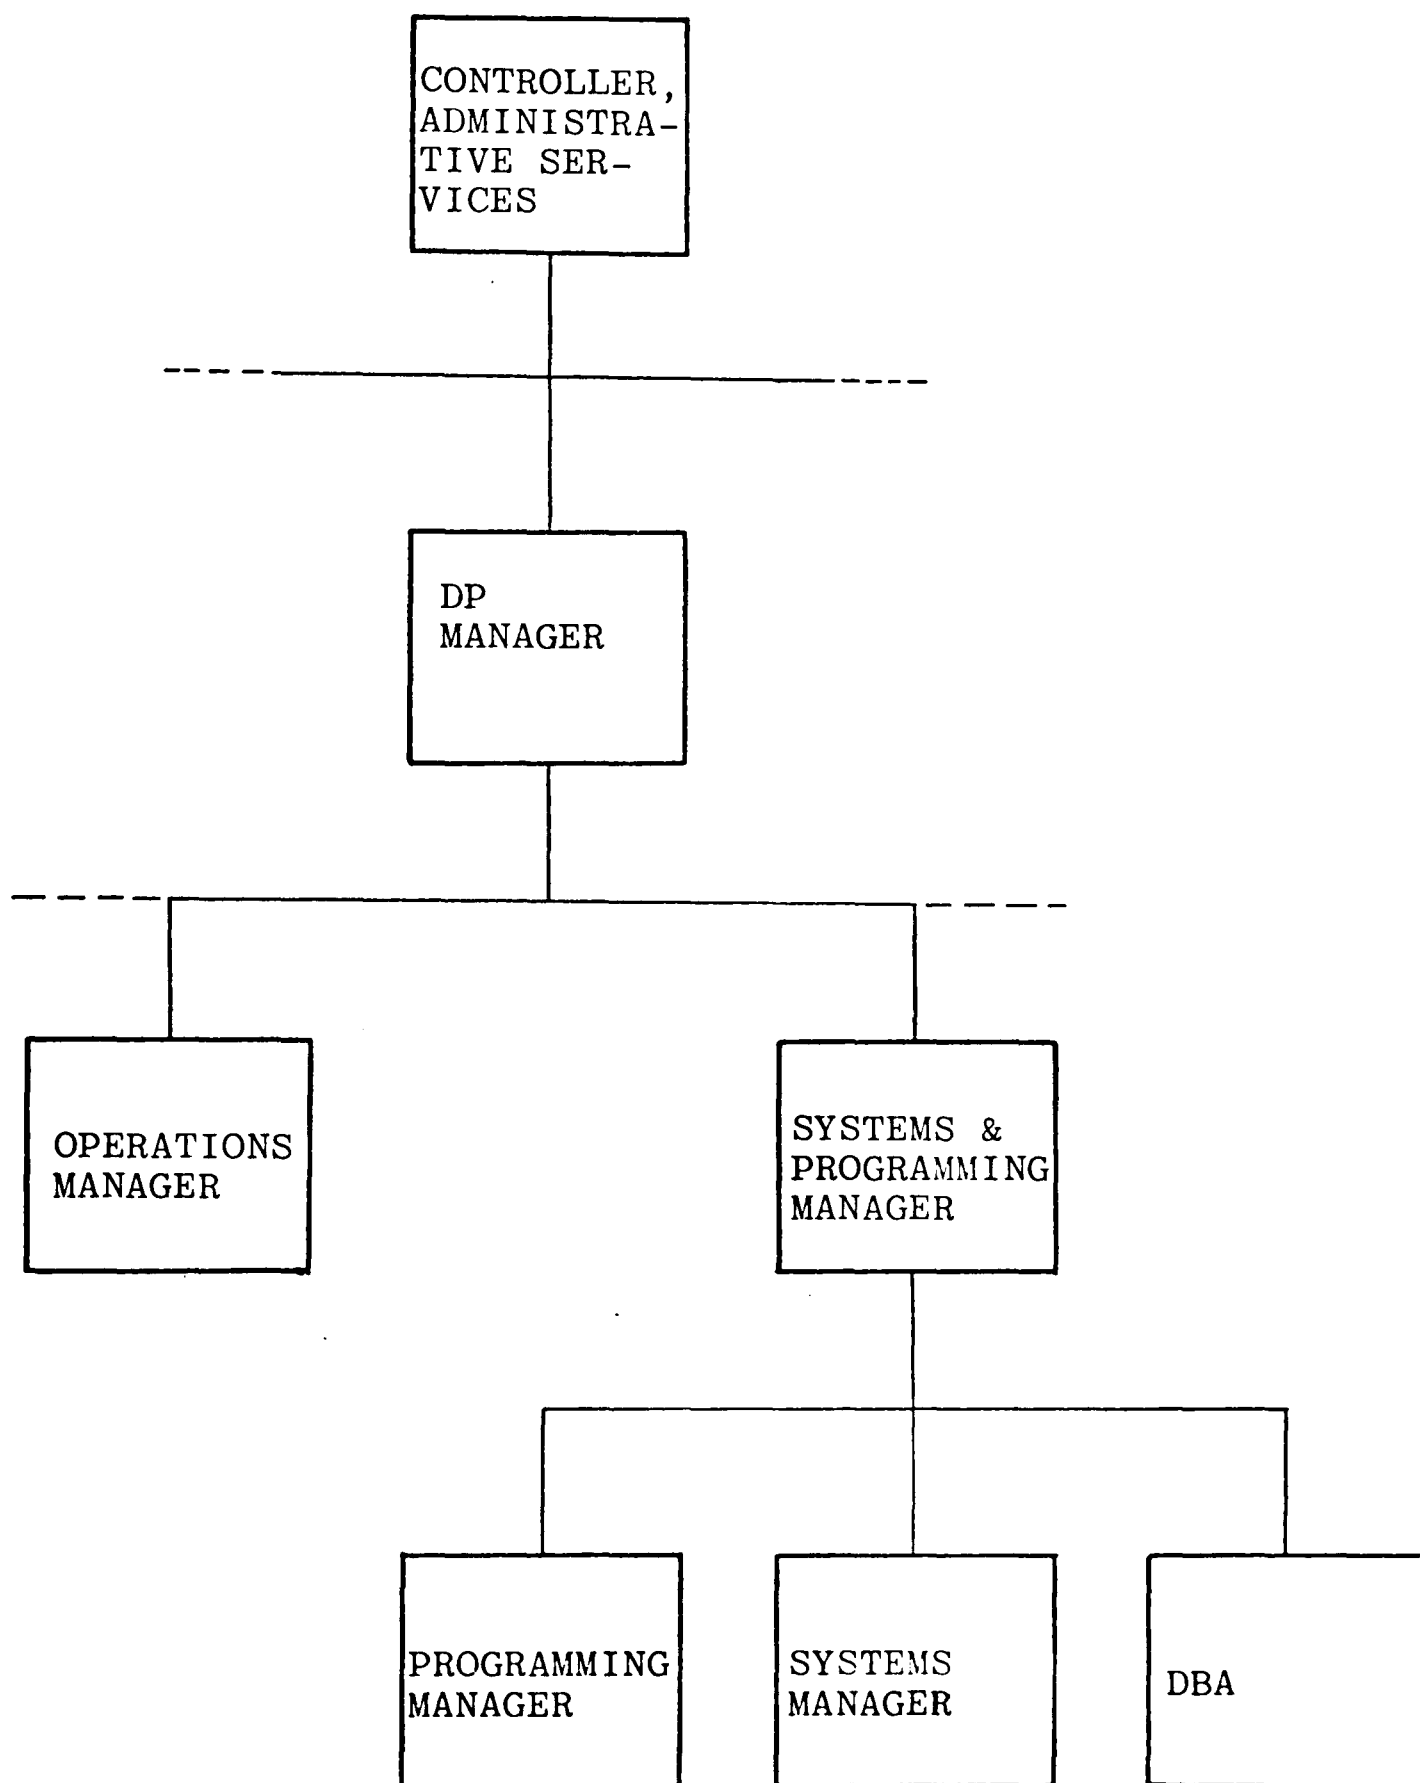 CONTROLLER,
ADMINISTRA-
TIVE SER-
VICES
DP
MANAGER
OPERATIONS
MANAGER
SYSTEMS &
PROGRAMMING
MANAGER
PROGRAMMING
MANAGER
SYSTEMS
MANAGER
DBA